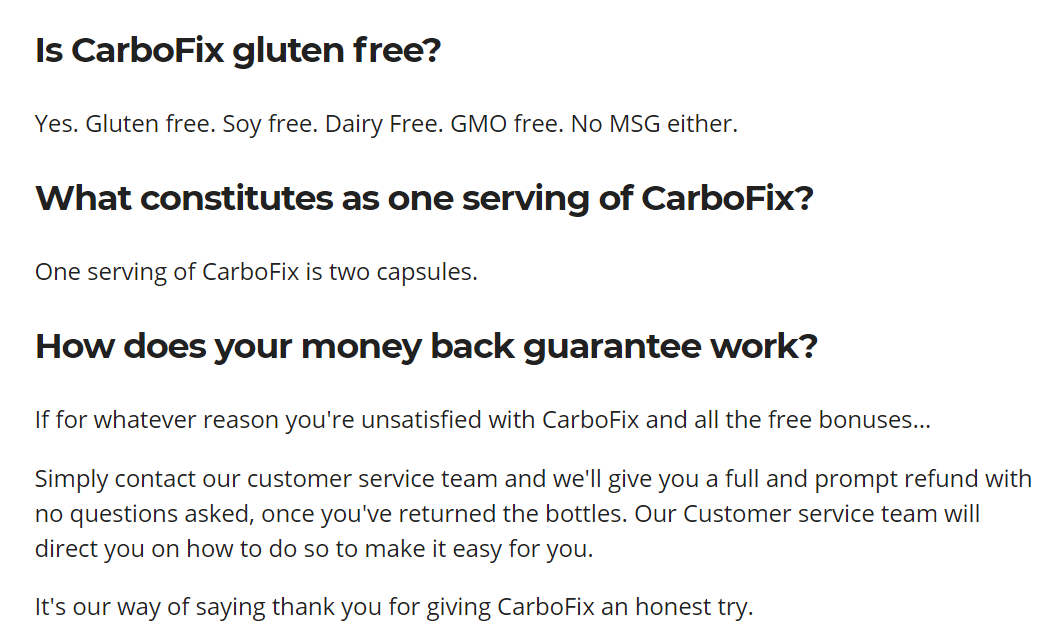 Is CarboFix gluten free?
Yes. Gluten free. Soy free. Dairy Free. GMO free. No MSG either.
What constitutes as one serving of CarboFix?
One serving of CarboFix is two capsules.
How does your money back guarantee work?
If for whatever reason you're unsatisfied with CarboFix and all the free bonuses...
Simply contact our customer service team and we'll give you a full and prompt refund with
no questions asked, once you've returned the bottles. Our Customer service team will
direct you on how to do so to make it easy for you.
It's our way of saying thank you for giving CarboFix an honest try.